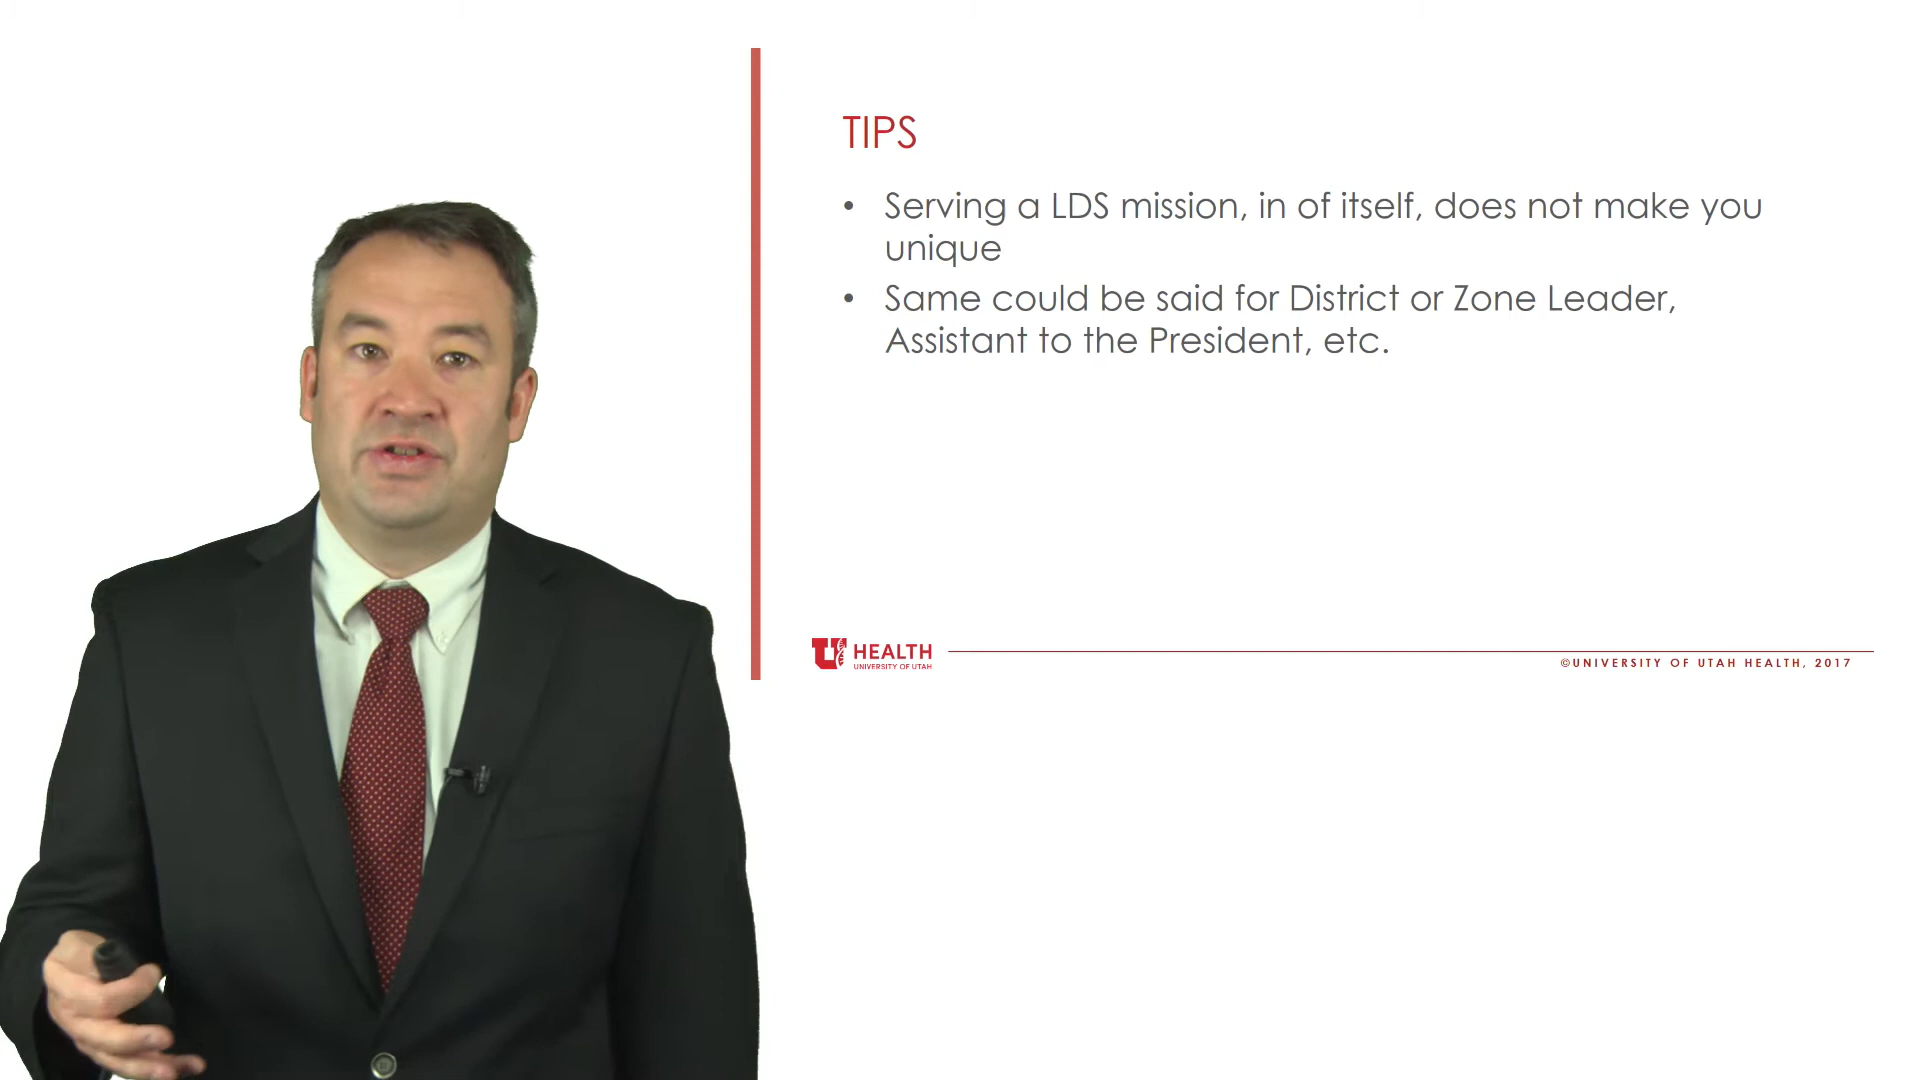 TIPS
• Serving a LDS mission, in of itself, does not make you
unique
• Same could be said for District or Zone Leader,
Assistant to the President, etc.
U HEALTH
UNIVERSITY OF UTAH
©UNIVERSITY OF UTAH HEALTH, 2017